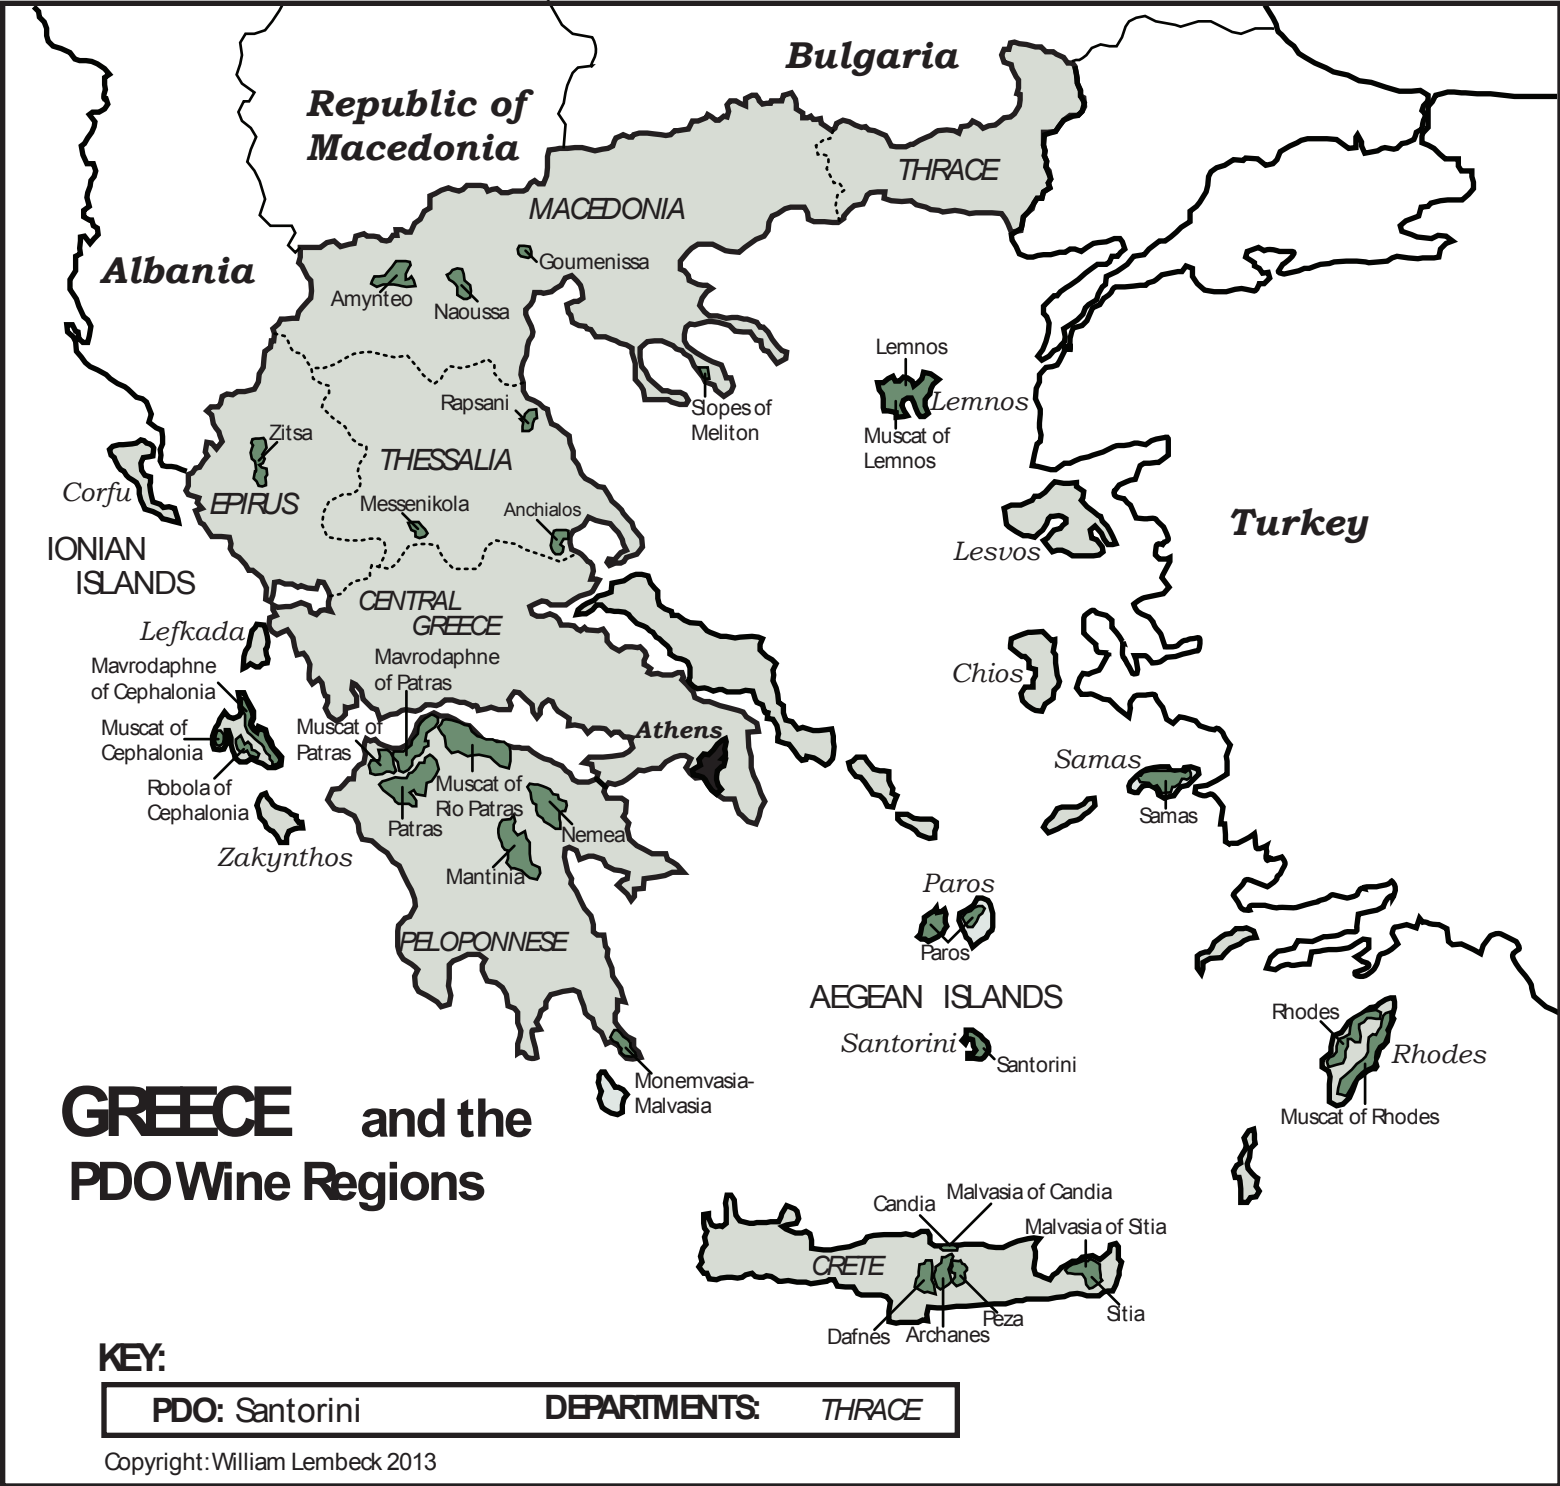 Bulgaria
Republic of
Macedonia
THRACE
MACEDONIA
Albania
Goumenissa
Amynteo
Naoussa
Lemnos
Lemnos
Muscat of
Lemnos
Slopes of
Meliton
Rapsani
Zitsa
THESSALIA
Corfu
EPIRUS
Messenikola
Anchialos
Turkey
Lesvos
IONIAN
ISLANDS
CENTRAL
GREECE
Lefkada
Mavrodaphne
of Patras
Mavrodaphne
of Cephalonia
Chios
Muscat of
Cephalonia
Muscat of
Patras
Athens
Robola of
Cephalonia
Muscat of
Rio Patras
Samas
Samas
Patras
Nemea
Zakynthos
Mantinia
Paros
Paros
PELOPONNESE
AEGEAN ISLANDS
Santorini
Santorini
Rhodes
Rhodes
Muscat of Rhodes
Monemvasia-
Malvasia
GREECE and the
PDO Wine Regions
Candia
Malvasia of Candia
Malvasia of Sitia
CRETE
Dafnes
Archanes
Peza
Sitia
KEY:
PDO: Santorini DEPARTMENTS: THRACE
Copyright: William Lembeck 2013